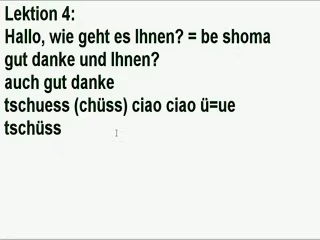 Lektion 4:
Hallo, wie geht es Ihnen? = be shoma
gut danke und Ihnen?
auch gut danke
tschuess (chüss) ciao ciao ü=ue
tschüss